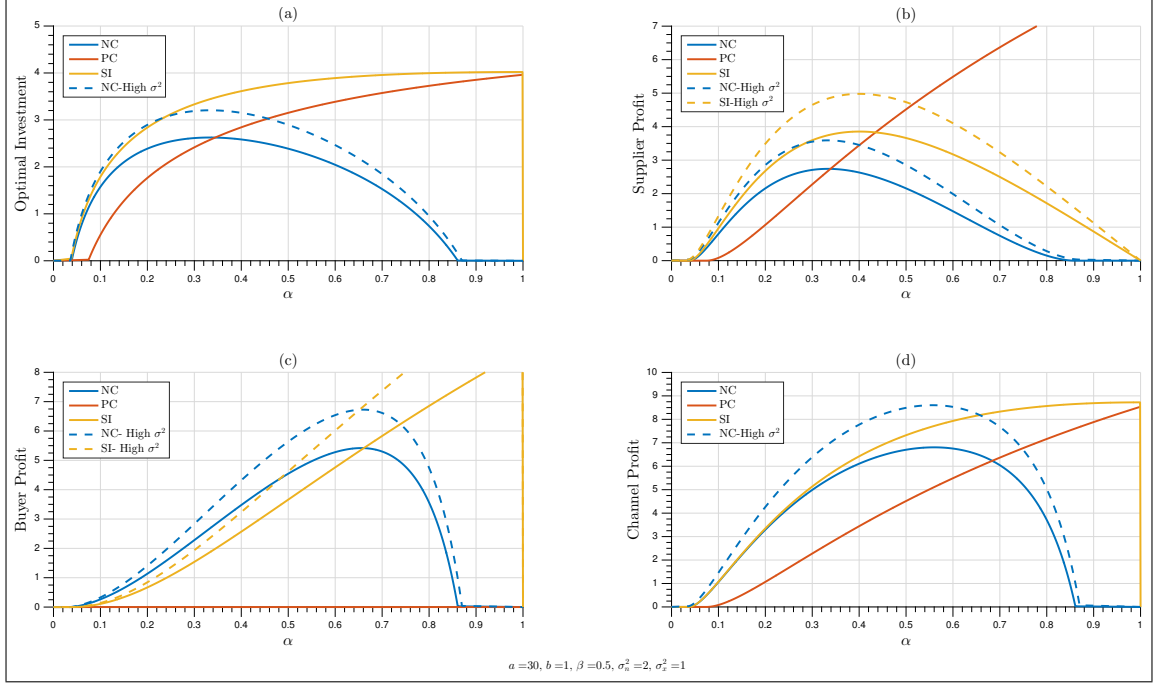 (a)
Optimal Investment
5
4
3
2
1
0
NC
PC
SI
NC-High σ²
0 0.1 0.2 0.3 0.4 0.5 0.6 0.7 0.8 0.9 1
α
(b)
Supplier Profit
7
6
5
4
3
2
1
0
NC
PC
SI
NC-High σ²
SI-High σ²
0 0.1 0.2 0.3 0.4 0.5 0.6 0.7 0.8 0.9 1
α
(c)
Buyer Profit
8
7
6
5
4
3
2
1
0
NC
PC
SI
NC- High σ²
SI- High σ²
0 0.1 0.2 0.3 0.4 0.5 0.6 0.7 0.8 0.9 1
α
(d)
Channel Profit
10
9
8
7
6
5
4
3
2
1
0
NC
PC
SI
NC-High σ²
0 0.1 0.2 0.3 0.4 0.5 0.6 0.7 0.8 0.9 1
α
a =30, b =1, β =0.5, σₙ² =2, σₓ² =1